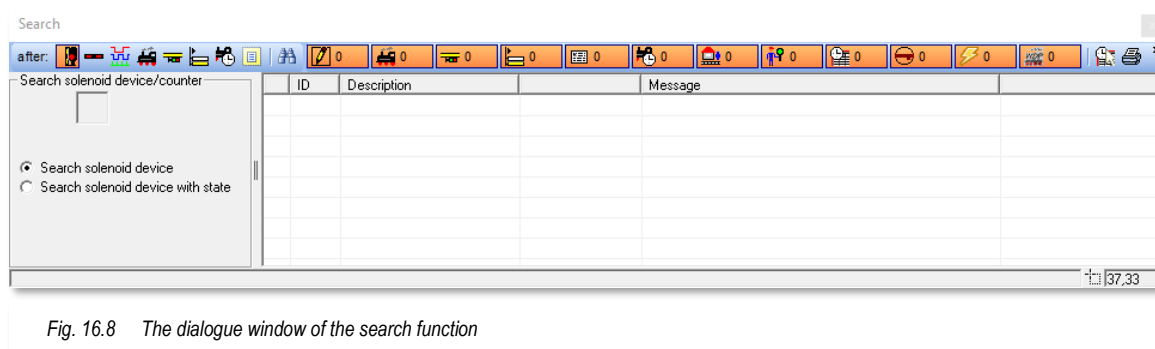 Search
after: 0 0 0 0 0 0 0 0 0 0 0 0
Search solenoid device/counter
ID Description Message
Search solenoid device
Search solenoid device with state
37,33
Fig. 16.8 The dialogue window of the search function